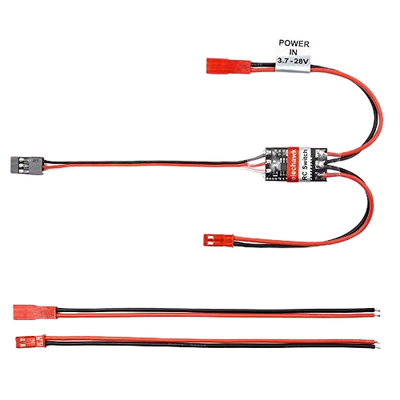 POWER
IN
3.7-28V
RC Switch